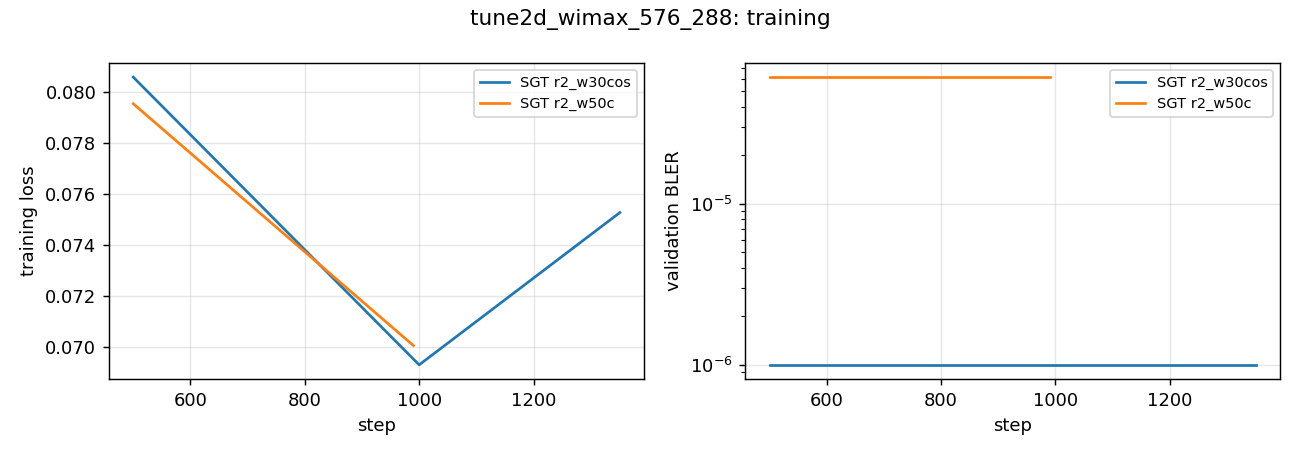 tune2d_wimax_576_288: training
training loss
0.080
0.078
0.076
0.074
0.072
0.070
600
800
1000
1200
step
SGT r2_w30cos
SGT r2_w50c
validation BLER
10⁻⁵
10⁻⁶
600
800
1000
1200
step
SGT r2_w30cos
SGT r2_w50c